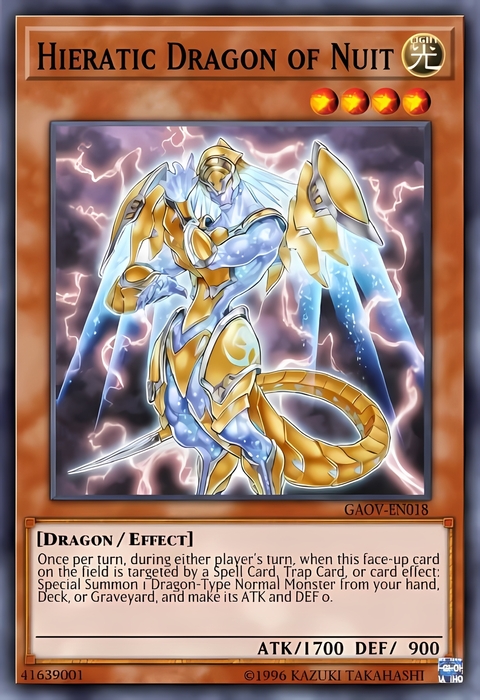 HIERATIC DRAGON OF NUIT
LIGHT
光
GAOV-EN018
[DRAGON / EFFECT]
Once per turn, during either player's turn, when this face-up card
on the field is targeted by a Spell Card, Trap Card, or card effect:
Special Summon 1 Dragon-Type Normal Monster from your hand,
Deck, or Graveyard, and make its ATK and DEF 0.
ATK/1700 DEF/ 900
41639001
©1996 KAZUKI TAKAHASHI